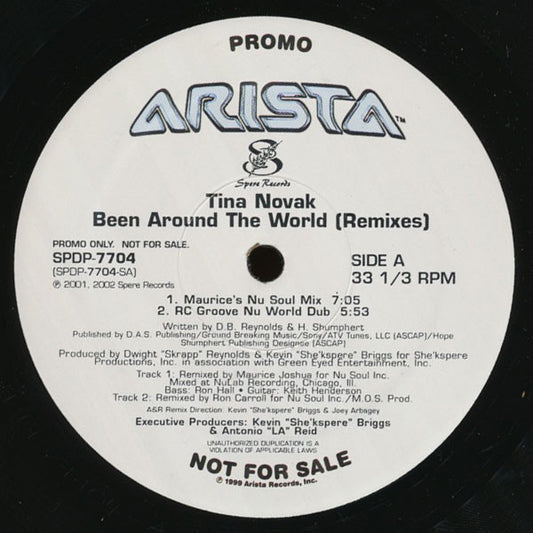 PROMO
ARISTA™
Spere Records
Tina Novak
Been Around The World (Remixes)
PROMO ONLY. NOT FOR SALE.
SPDP-7704
(SPDP-7704-SA)
℗ 2001, 2002 Spere Records
SIDE A
33 1/3 RPM
1. Maurice's Nu Soul Mix 7:05
2. RC Groove Nu World Dub 5:53
Written by D.B. Reynolds & H. Shumphert
Published by D.A.S. Publishing/Ground Breaking Music/Sony/ATV Tunes, LLC (ASCAP)/Hope
Shumphert Publishing Designee (ASCAP)
Produced by Dwight "Skrapp" Reynolds & Kevin "She'kspere" Briggs for She'kspere
Productions, Inc. in association with Green Eyed Entertainment, Inc.
Track 1: Remixed by Maurice Joshua for Nu Soul Inc.
Mixed at NuLab Recording, Chicago, Ill.
Bass: Ron Hall • Guitar: Keith Henderson
Track 2: Remixed by Ron Carroll for Nu Soul Inc./M.O.S. Prod.
A&R Remix Direction: Kevin "She'kspere" Briggs & Joey Arbagey
Executive Producers: Kevin "She'kspere" Briggs
& Antonio "LA" Reid
UNAUTHORIZED DUPLICATION IS A
VIOLATION OF APPLICABLE LAWS
NOT FOR SALE
℗ 1999 Arista Records, Inc.